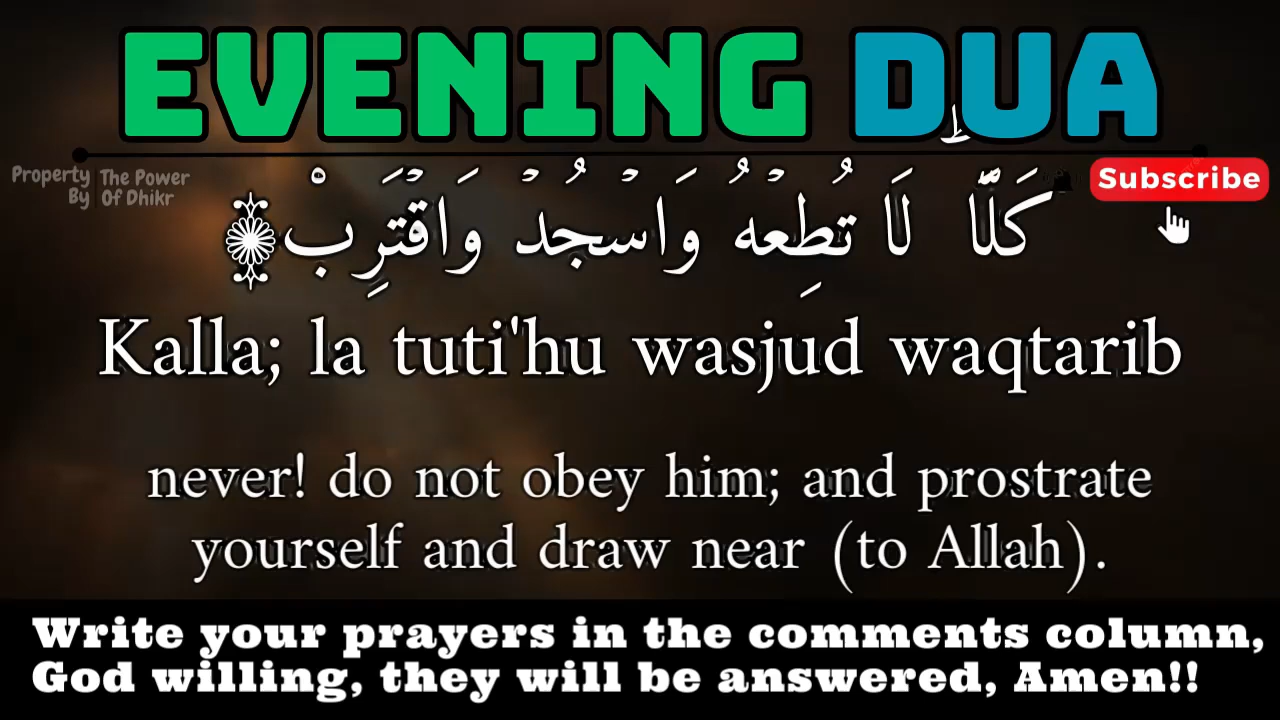 EVENING DUA
Property The Power
By Of Dhikr
Subscribe
كَلَّا ۖ لَا تُطِعْهُ وَاسْجُدْ وَاقْتَرِبْ ۩
Kalla; la tuti'hu wasjud waqtarib
never! do not obey him; and prostrate
yourself and draw near (to Allah).
Write your prayers in the comments column,
God willing, they will be answered, Amen!!